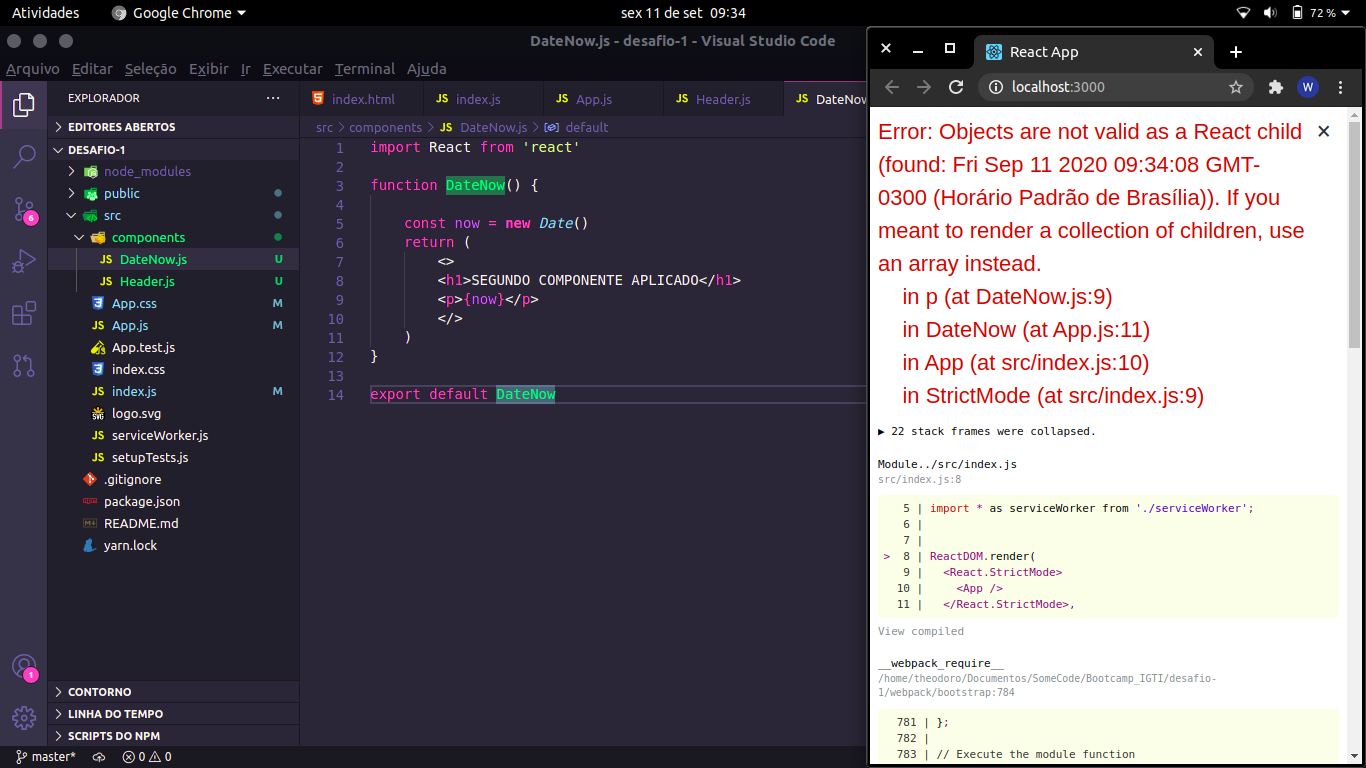 Atividades
Google Chrome
sex 11 de set 09:34
72 %
DateNow.js - desafio-1 - Visual Studio Code
Arquivo Editar Seleção Exibir Ir Executar Terminal Ajuda
EXPLORADOR
EDITORES ABERTOS
DESAFIO-1
node_modules
public
src
components
DateNow.js U
Header.js U
App.css M
App.js M
App.test.js
index.css
index.js M
logo.svg
serviceWorker.js
setupTests.js
.gitignore
package.json
README.md
yarn.lock
CONTORNO
LINHA DO TEMPO
SCRIPTS DO NPM
6
1
master*
0 0
index.html
JS index.js
JS App.js
JS Header.js
JS DateNow
src > components > JS DateNow.js > default
1 import React from 'react'
2
3 function DateNow() {
4
5 const now = new Date()
6 return (
7 <>
8 <h1>SEGUNDO COMPONENTE APLICADO</h1>
9 <p>{now}</p>
10 </>
11 )
12 }
13
14 export default DateNow
React App
localhost:3000
W
Error: Objects are not valid as a React child
(found: Fri Sep 11 2020 09:34:08 GMT-
0300 (Horário Padrão de Brasília)). If you
meant to render a collection of children, use
an array instead.
in p (at DateNow.js:9)
in DateNow (at App.js:11)
in App (at src/index.js:10)
in StrictMode (at src/index.js:9)
▶ 22 stack frames were collapsed.
Module../src/index.js
src/index.js:8
5 | import * as serviceWorker from './serviceWorker';
6 |
7 |
> 8 | ReactDOM.render(
9 | <React.StrictMode>
10 | <App />
11 | </React.StrictMode>,
View compiled
__webpack_require__
/home/theodoro/Documentos/SomeCode/Bootcamp_IGTI/desafio-
1/webpack/bootstrap:784
781 | };
782 |
783 | // Execute the module function